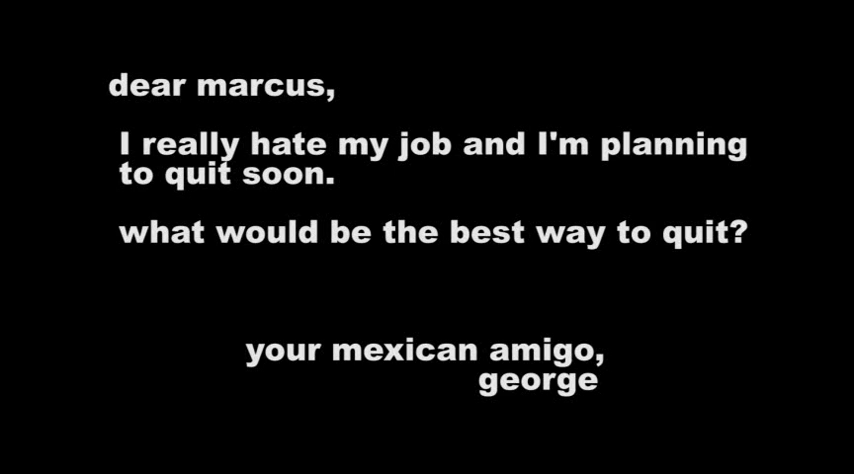 dear marcus,
I really hate my job and I'm planning
to quit soon.
what would be the best way to quit?
your mexican amigo,
george